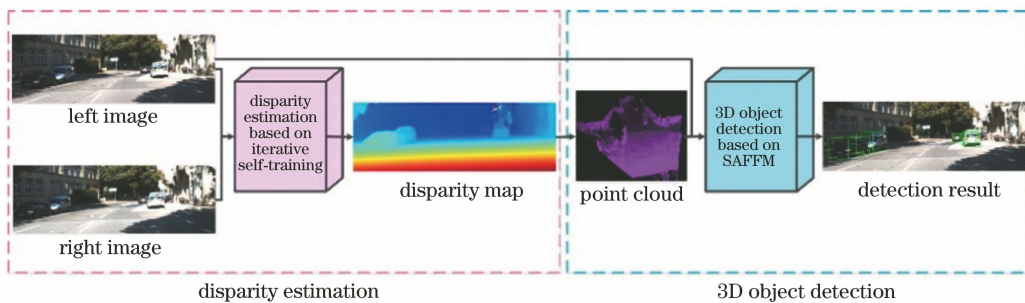 left image
right image
disparity
estimation
based on
iterative
self-training
disparity map
point cloud
3D object
detection
based on
SAFFM
detection result
disparity estimation
3D object detection